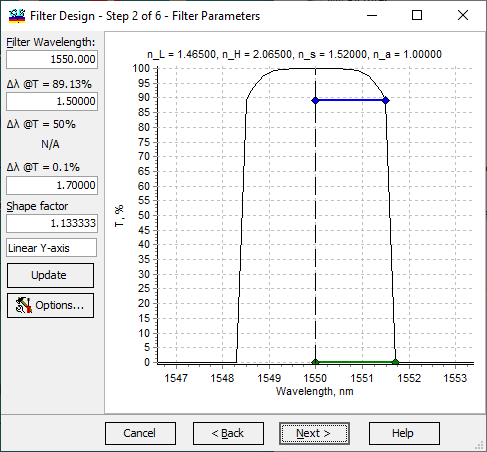 Filter Design - Step 2 of 6 - Filter Parameters
Filter Wavelength:
1550.000
Δλ @T = 89.13%
1.50000
Δλ @T = 50%
N/A
Δλ @T = 0.1%
1.70000
Shape factor
1.133333
Linear Y-axis
Update
Options...
n_L = 1.46500, n_H = 2.06500, n_s = 1.52000, n_a = 1.00000
T, %
100
95
90
85
80
75
70
65
60
55
50
45
40
35
30
25
20
15
10
5
0
1547 1548 1549 1550 1551 1552 1553
Wavelength, nm
Cancel < Back Next > Help